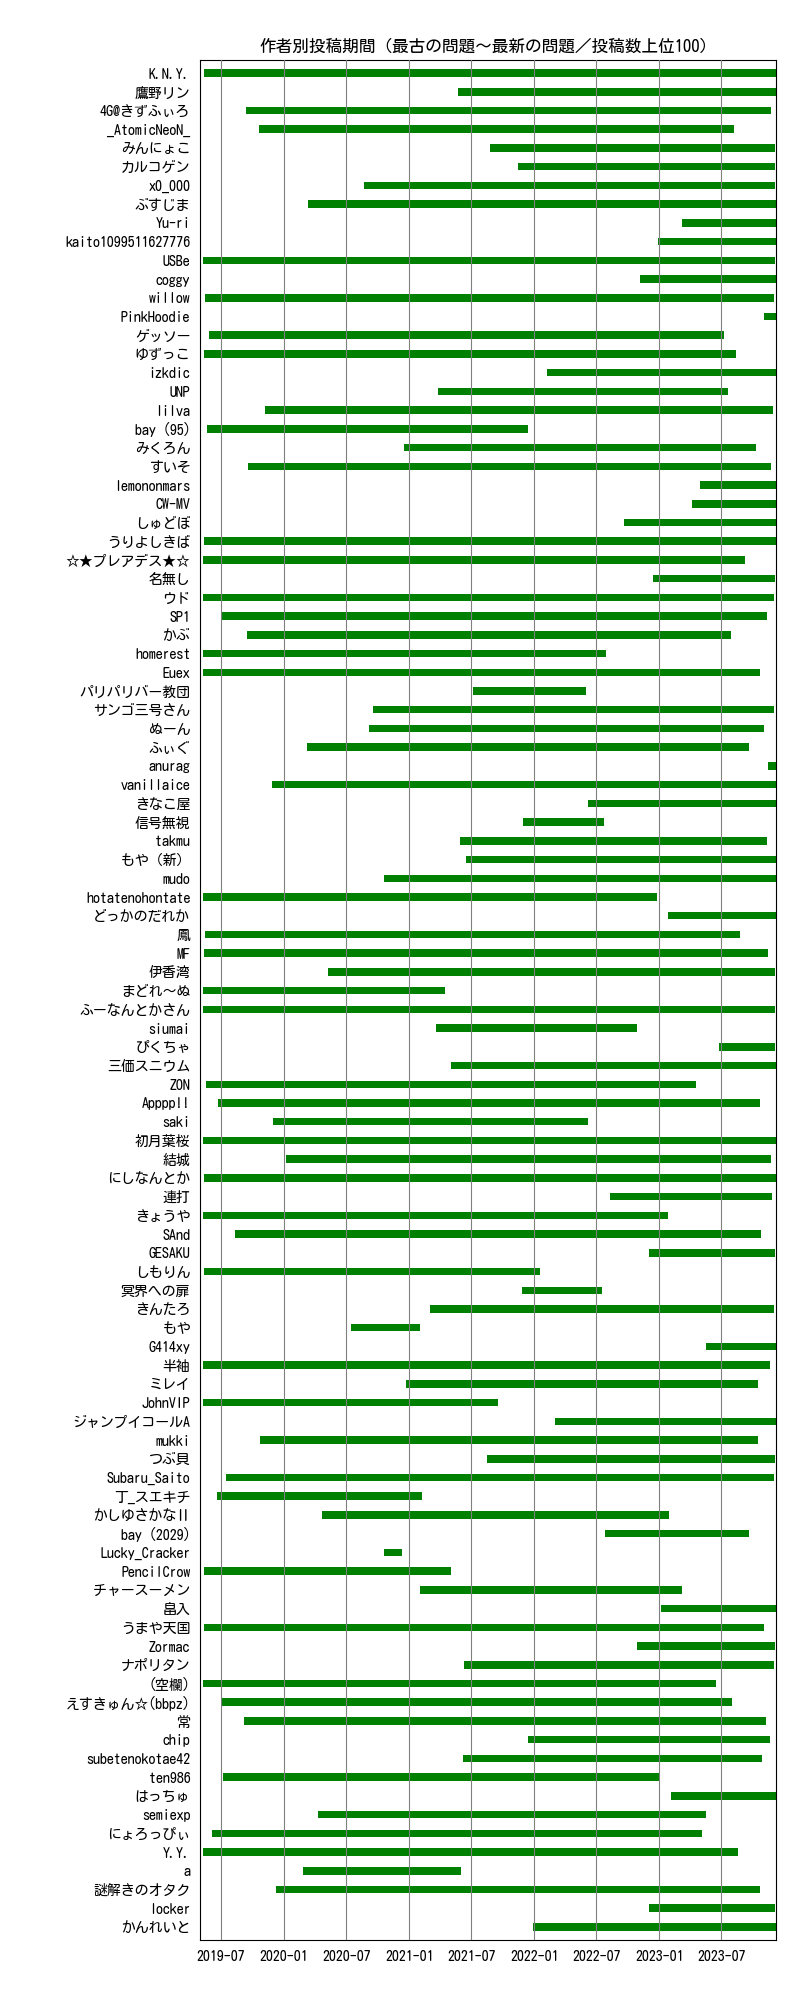 作者別投稿期間（最古の問題～最新の問題／投稿数上位100）
K.N.Y.
鷹野リン
4G@きずふぃろ
_AtomicNeoN_
みんにょこ
カルコゲン
x0_000
ぶすじま
Yu-ri
kaito1099511627776
USBe
coggy
willow
PinkHoodie
ゲッソー
ゆずっこ
izkdic
UNP
lilva
bay (95)
みくろん
すいそ
lemononmars
CW-MV
しゅどぼ
うりよしきば
☆★プレアデス★☆
名無し
ウド
SP1
かぶ
homerest
Euex
パリパリバー教団
サンゴ三号さん
ぬーん
ふぃぐ
anurag
vanillaice
きなこ屋
信号無視
takmu
もや（新）
mudo
hotatenohontate
どっかのだれか
鳳
MF
伊香湾
まどれ～ぬ
ふーなんとかさん
siumai
ぴくちゃ
三価スニウム
ZON
Apppp||
saki
初月葉桜
結城
にしなんとか
連打
きょうや
SAnd
GESAKU
しもりん
冥界への扉
きんたろ
もや
G414xy
半袖
ミレイ
JohnVIP
ジャンプイコールA
mukki
つぶ貝
Subaru_Saito
丁_スエキチ
かしゆさかなⅡ
bay (2029)
Lucky_Cracker
PencilCrow
チャースーメン
畠入
うまや天国
Zormac
ナポリタン
(空欄)
えすきゅん☆(bbpz)
常
chip
subetenokotae42
ten986
はっちゅ
semiexp
にょろっぴぃ
Y.Y.
a
謎解きのオタク
locker
かんれいと
2019-07 2020-01 2020-07 2021-01 2021-07 2022-01 2022-07 2023-01 2023-07